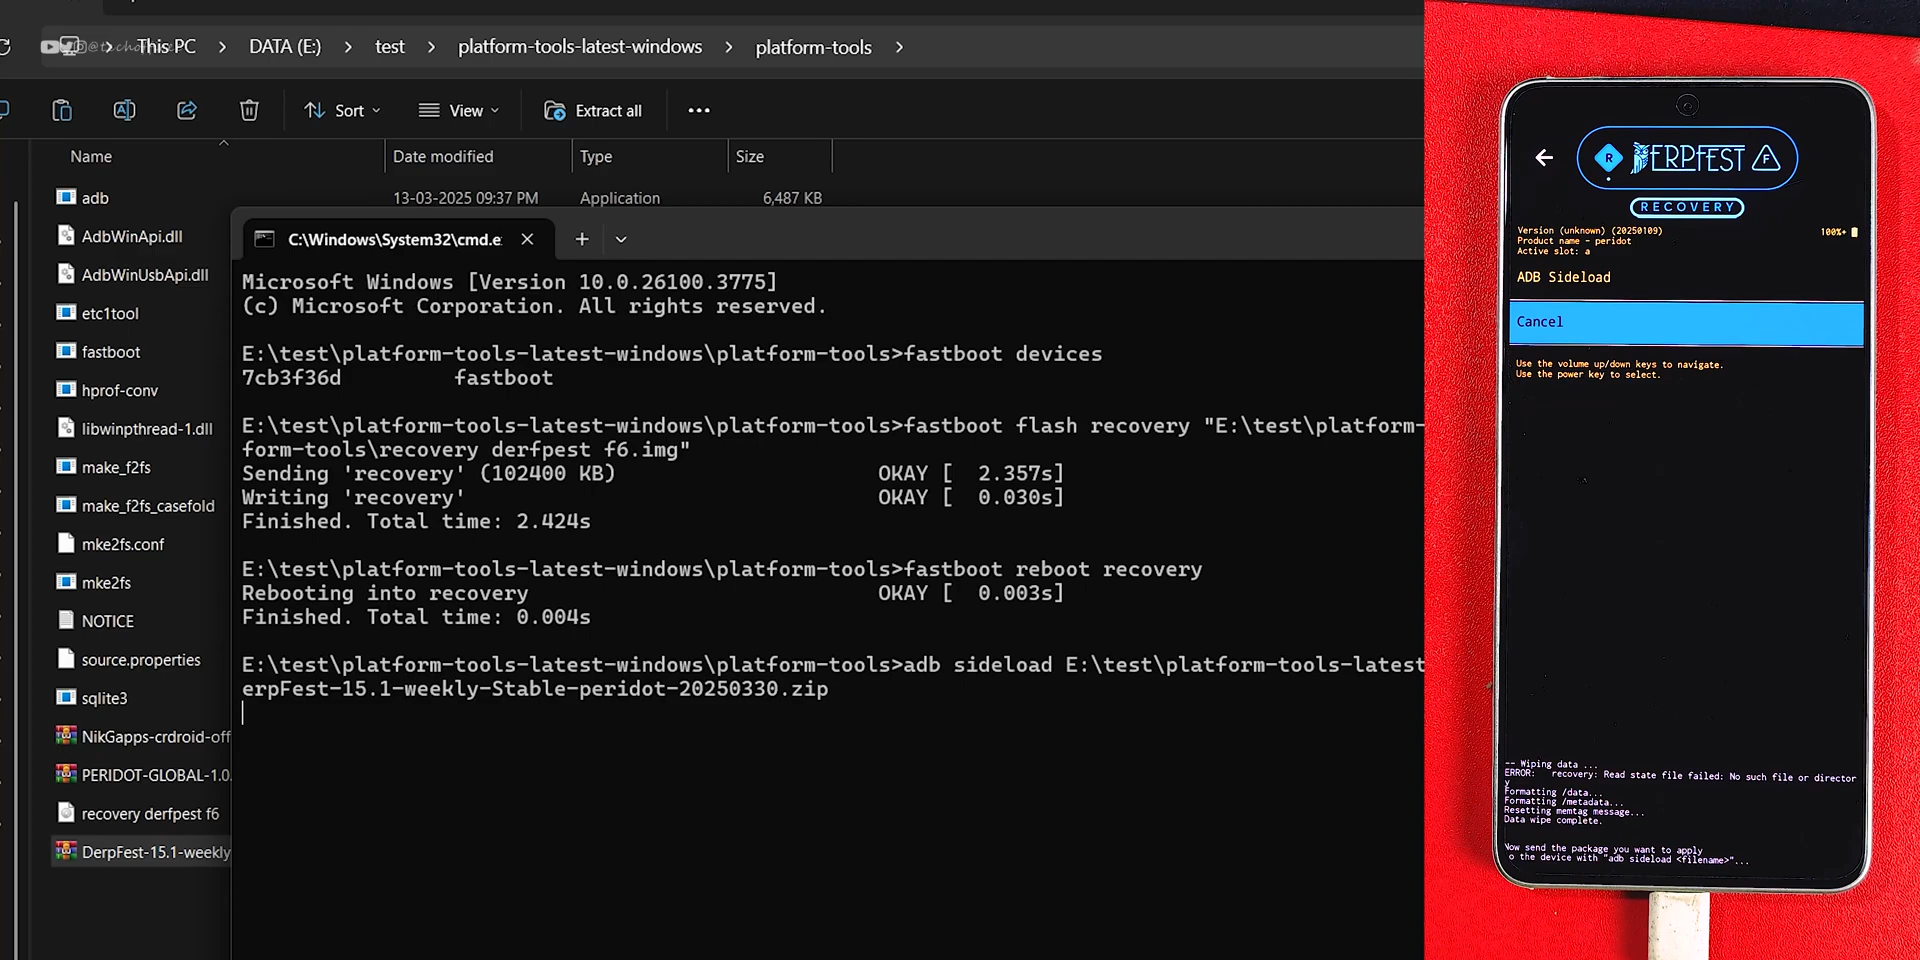 This PC > DATA (E:) > test > platform-tools-latest-windows > platform-tools >
Sort View Extract all
Name Date modified Type Size
adb 13-03-2025 09:37 PM Application 6,487 KB
AdbWinApi.dll
AdbWinUsbApi.dll
etc1tool
fastboot
hprof-conv
libwinpthread-1.dll
make_f2fs
make_f2fs_casefold
mke2fs.conf
mke2fs
NOTICE
source.properties
sqlite3
NikGapps-crdroid-off
PERIDOT-GLOBAL-1.0.
recovery derfpest f6
DerpFest-15.1-weekly
C:\Windows\System32\cmd.e
Microsoft Windows [Version 10.0.26100.3775]
(c) Microsoft Corporation. All rights reserved.
E:\test\platform-tools-latest-windows\platform-tools>fastboot devices
7cb3f36d fastboot
E:\test\platform-tools-latest-windows\platform-tools>fastboot flash recovery "E:\test\platform-
form-tools\recovery derfpest f6.img"
Sending 'recovery' (102400 KB) OKAY [ 2.357s]
Writing 'recovery' OKAY [ 0.030s]
Finished. Total time: 2.424s
E:\test\platform-tools-latest-windows\platform-tools>fastboot reboot recovery
Rebooting into recovery OKAY [ 0.003s]
Finished. Total time: 0.004s
E:\test\platform-tools-latest-windows\platform-tools>adb sideload E:\test\platform-tools-latest
erpFest-15.1-weekly-Stable-peridot-20250330.zip
R DERPFEST F
RECOVERY
Version (unknown) (20250109) 100%+
Product name - peridot
Active slot: a
ADB Sideload
Cancel
Use the volume up/down keys to navigate.
Use the power key to select.
-- Wiping data ...
ERROR: recovery: Read state file failed: No such file or director
y
Formatting /data...
Formatting /metadata...
Resetting memtag message...
Data wipe complete.
Now send the package you want to apply
o the device with "adb sideload <filename>"...